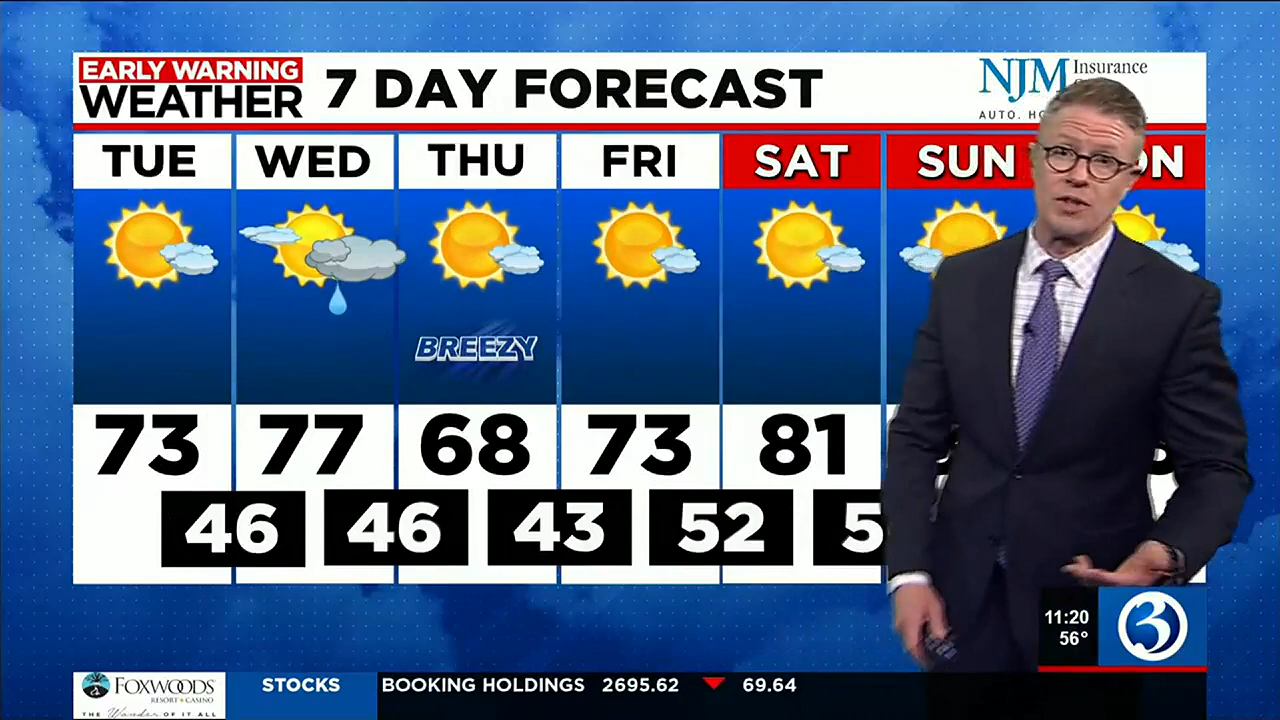 EARLY WARNING
WEATHER
7 DAY FORECAST
NJM Insurance
AUTO.
TUE WED THU FRI SAT SUN
BREEZY
73 77 68 73 81
46 46 43 52
11:20
56°
3
FOXWOODS
RESORT CASINO
THE Wonder OF IT ALL
STOCKS
BOOKING HOLDINGS 2695.62 69.64